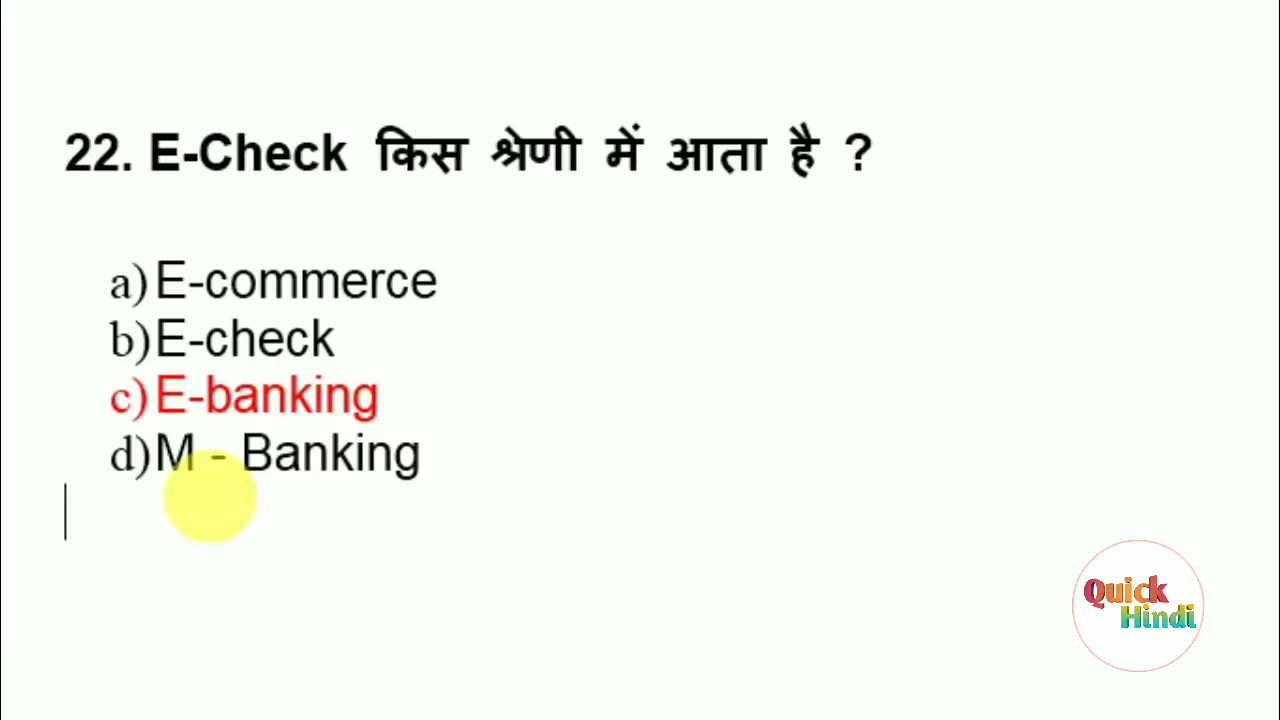 22. E-Check किस श्रेणी में आता है ?
a) E-commerce
b) E-check
c) E-banking
d) M - Banking
Quick
Hindi